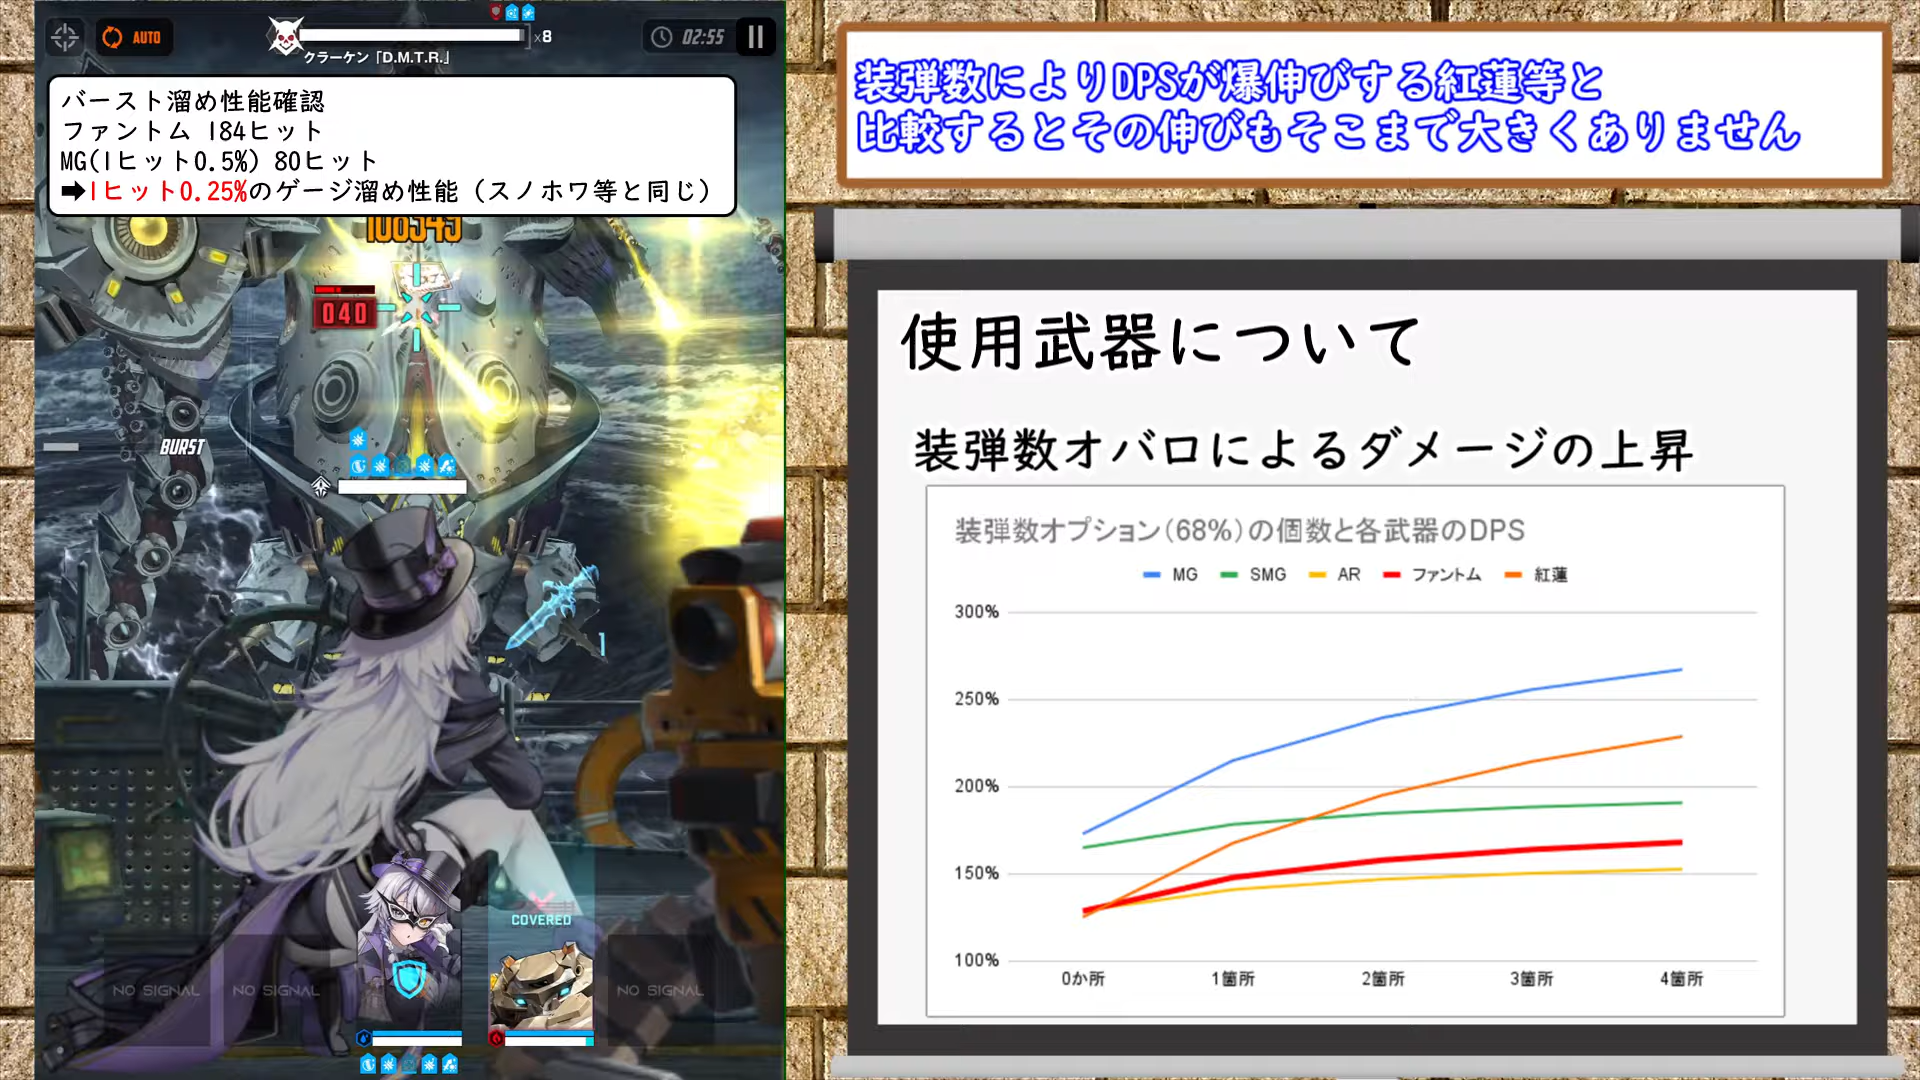 AUTO
×8
02:55
クラーケン「D.M.T.R.」
バースト溜め性能確認
ファントム 184ヒット
MG(1ヒット0.5%) 80ヒット
➡1ヒット0.25%のゲージ溜め性能（スノホワ等と同じ）
108549
040
BURST
1
COVERED
NO SIGNAL
NO SIGNAL
NO SIGNAL
装弾数によりDPSが爆伸びする紅蓮等と
比較するとその伸びもそこまで大きくありません
使用武器について
装弾数オバロによるダメージの上昇
装弾数オプション(68%)の個数と各武器のDPS
MG SMG AR ファントム 紅蓮
300%
250%
200%
150%
100%
0か所 1箇所 2箇所 3箇所 4箇所